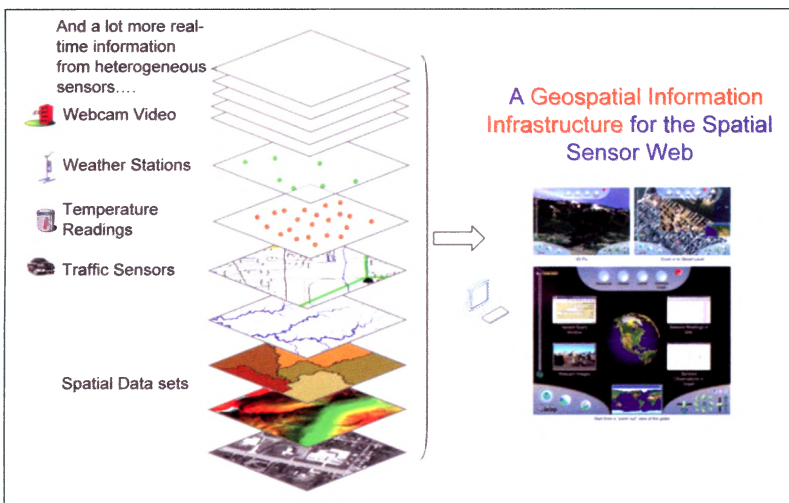 And a lot more real-
time information
from heterogeneous
sensors….
Webcam Video
Weather Stations
Temperature
Readings
Traffic Sensors
Spatial Data sets
A Geospatial Information
Infrastructure for the Spatial
Sensor Web